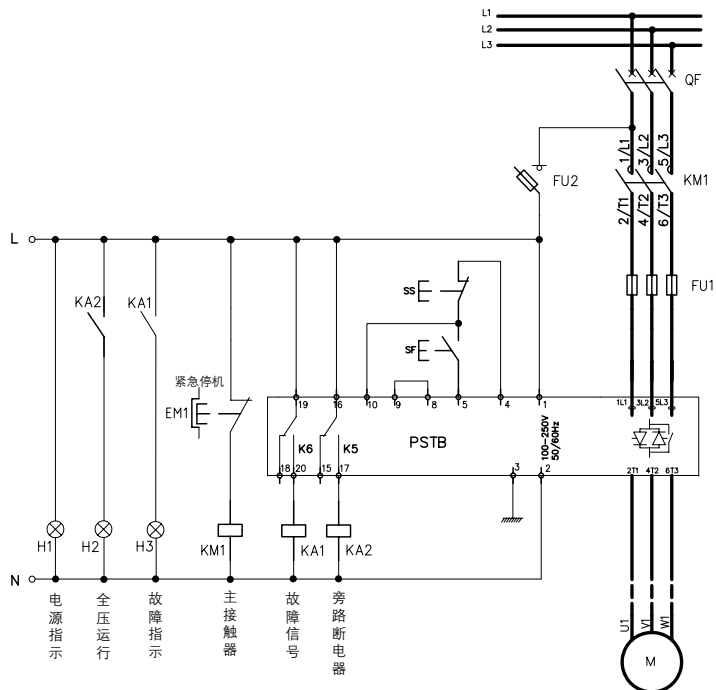 L1
L2
L3
QF
1/L1 3/L2 5/L3
FU2
KM1
2/T1 4/T2 6/T3
L
FU1
KA2 KA1
SS
SF
紧急停机
EM1
19 16 10 9 8 5 4 1 1L1 3L2 5L3
K6 K5 PSTB
100-250V
50/60Hz
18 20 15 17 3 2 2T1 4T2 6T3
H1 H2 H3 KM1 KA1 KA2
N
电源指示
全压运行
故障指示
主接触器
故障信号
旁路断电器
U1 V1 W1
M